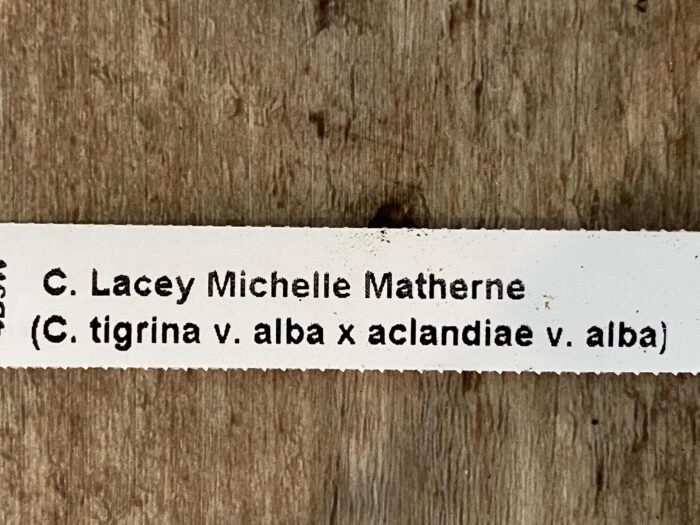 C. Lacey Michelle Matherne
(C. tigrina v. alba x aclandiae v. alba)